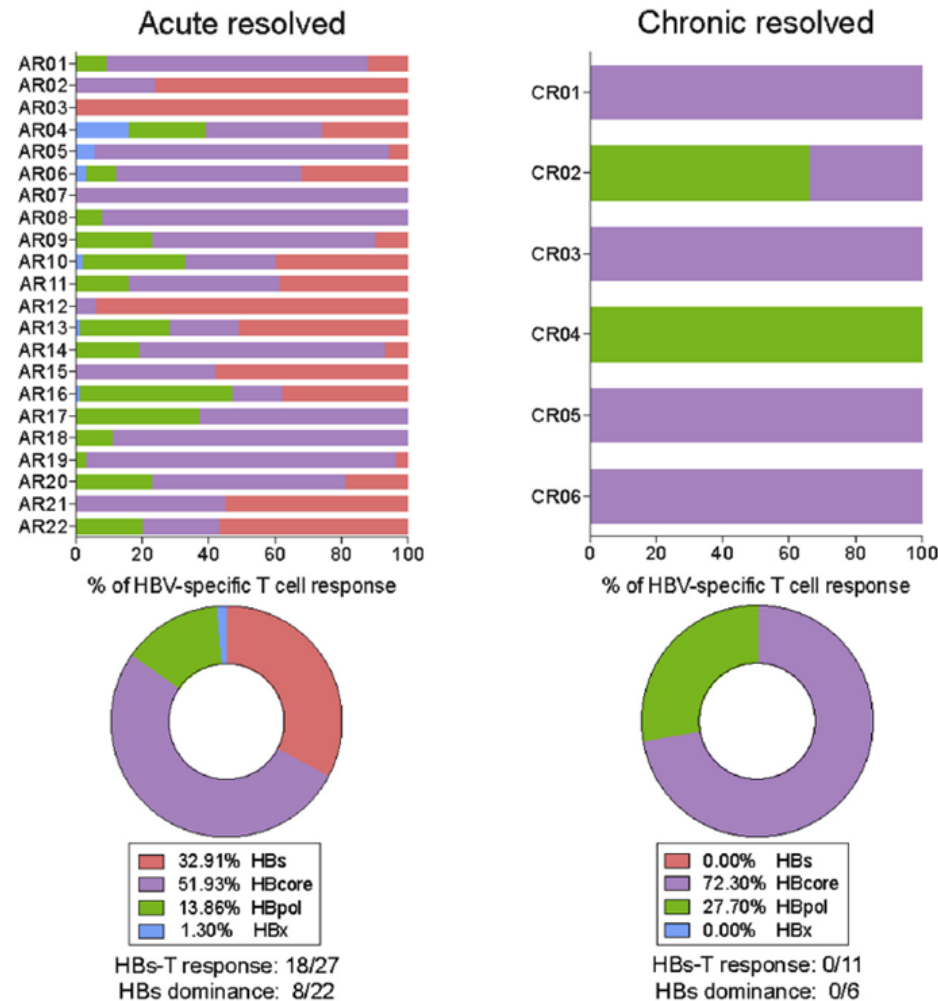 Acute resolved
AR01
AR02
AR03
AR04
AR05
AR06
AR07
AR08
AR09
AR10
AR11
AR12
AR13
AR14
AR15
AR16
AR17
AR18
AR19
AR20
AR21
AR22
0 20 40 60 80 100
% of HBV-specific T cell response
32.91% HBs
51.93% HBcore
13.86% HBpol
1.30% HBx
HBs-T response: 18/27
HBs dominance: 8/22
Chronic resolved
CR01
CR02
CR03
CR04
CR05
CR06
0 20 40 60 80 100
% of HBV-specific T cell response
0.00% HBs
72.30% HBcore
27.70% HBpol
0.00% HBx
HBs-T response: 0/11
HBs dominance: 0/6